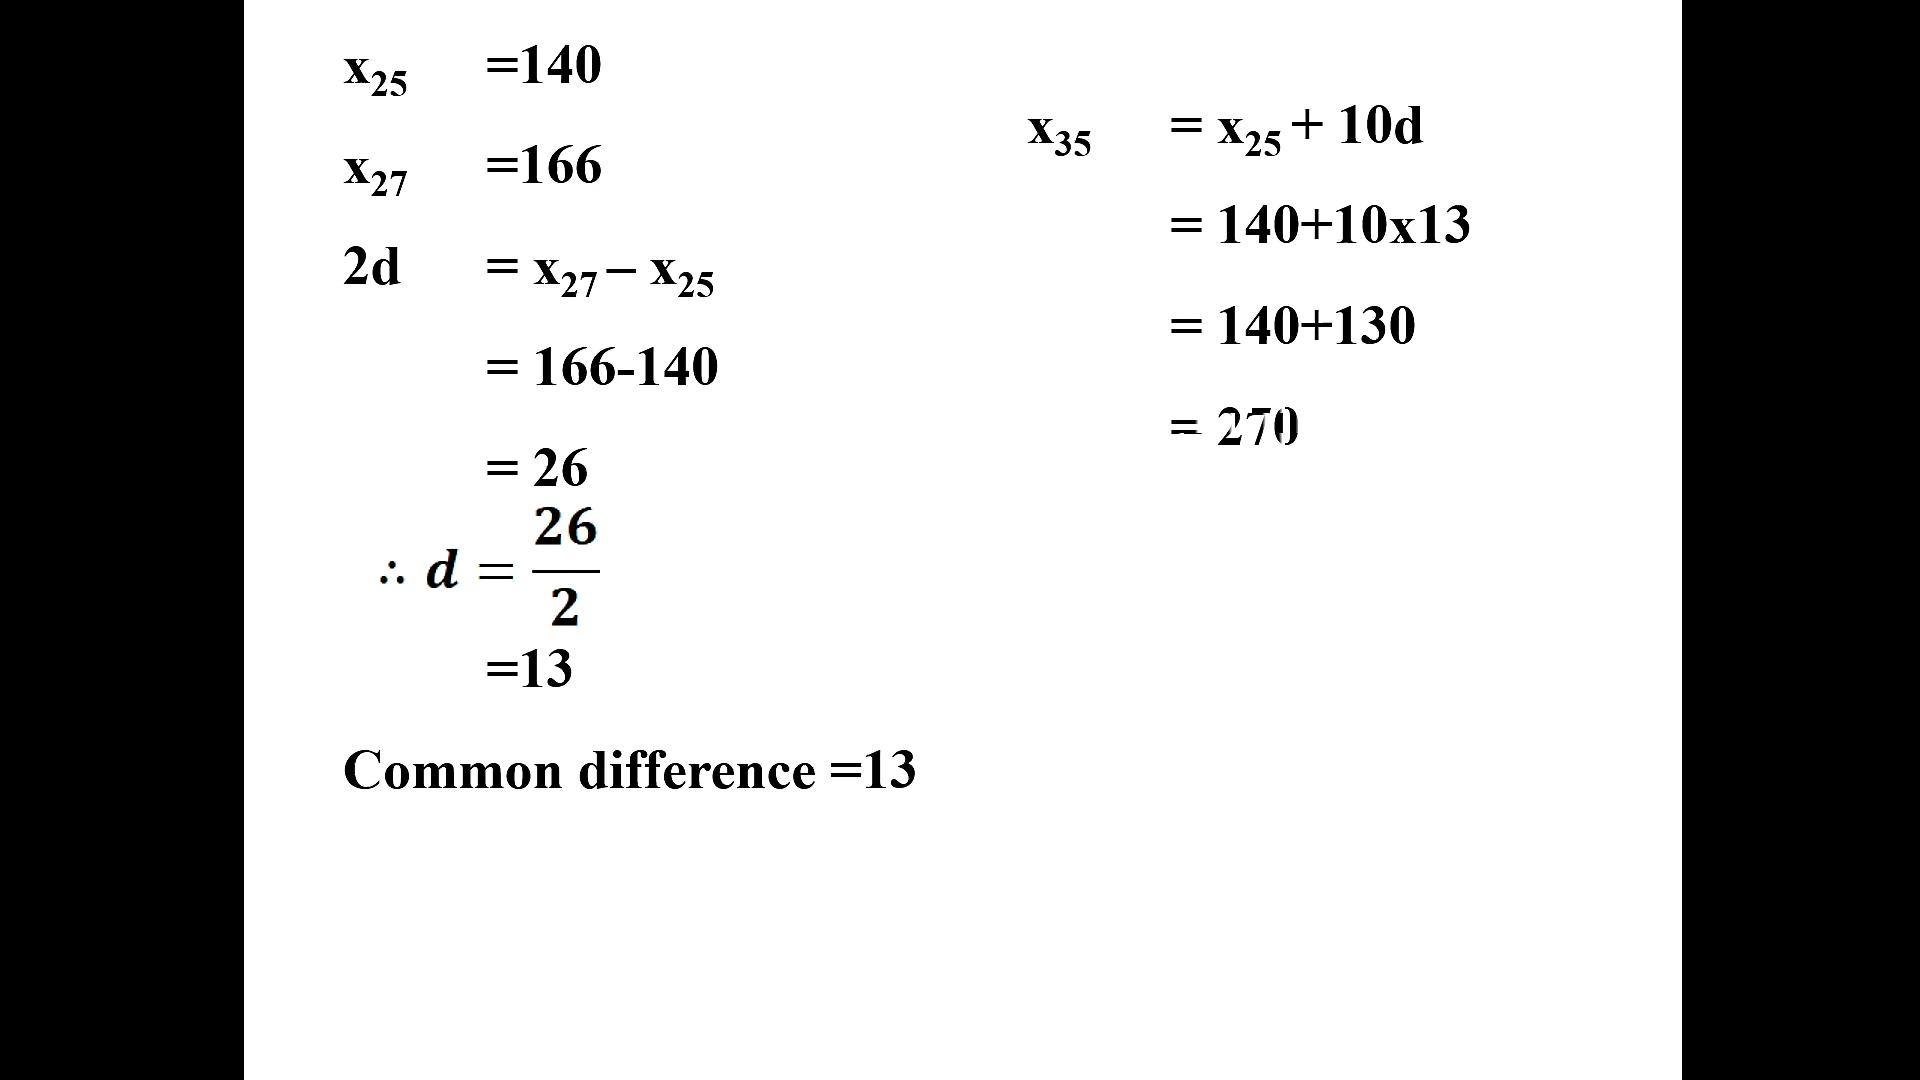 x₂₅ =140
x₂₇ =166
2d = x₂₇ – x₂₅
= 166-140
= 26
∴ d = 26/2
=13
Common difference =13
x₃₅ = x₂₅ + 10d
= 140+10x13
= 140+130
= 270